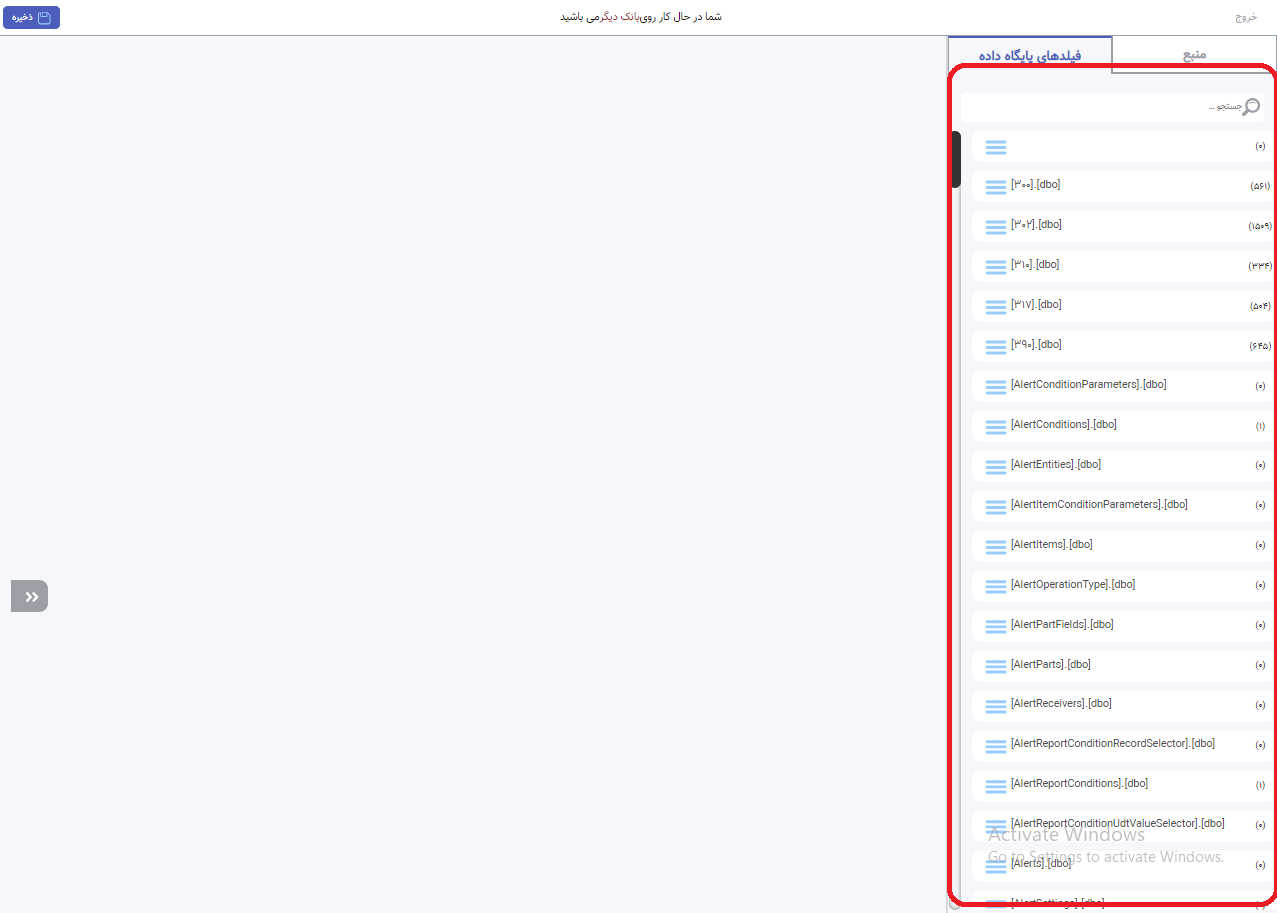 خروج
شما در حال کار روی‌بانک دیگرمی باشید
ذخیره
منبع
فیلدهای پایگاه داده
جستجو ...
(۰)
[۳۰۰].[dbo] (۵۶۱)
[۳۰۲].[dbo] (۱۵۰۹)
[۳۱۰].[dbo] (۳۳۴)
[۳۱۷].[dbo] (۵۰۴)
[۳۹۰].[dbo] (۶۴۵)
[AlertConditionParameters].[dbo] (۰)
[AlertConditions].[dbo] (۱)
[AlertEntities].[dbo] (۰)
[AlertItemConditionParameters].[dbo] (۰)
[AlertItems].[dbo] (۰)
[AlertOperationType].[dbo] (۰)
[AlertPartFields].[dbo] (۰)
[AlertParts].[dbo] (۰)
[AlertReceivers].[dbo] (۰)
[AlertReportConditionRecordSelector].[dbo] (۰)
[AlertReportConditions].[dbo] (۱)
[AlertReportConditionUdtValueSelector].[dbo] (۰)
Activate Windows
Go to Settings to activate Windows.
[Alerts].[dbo] (۰)
[AlertSettings].[dbo]